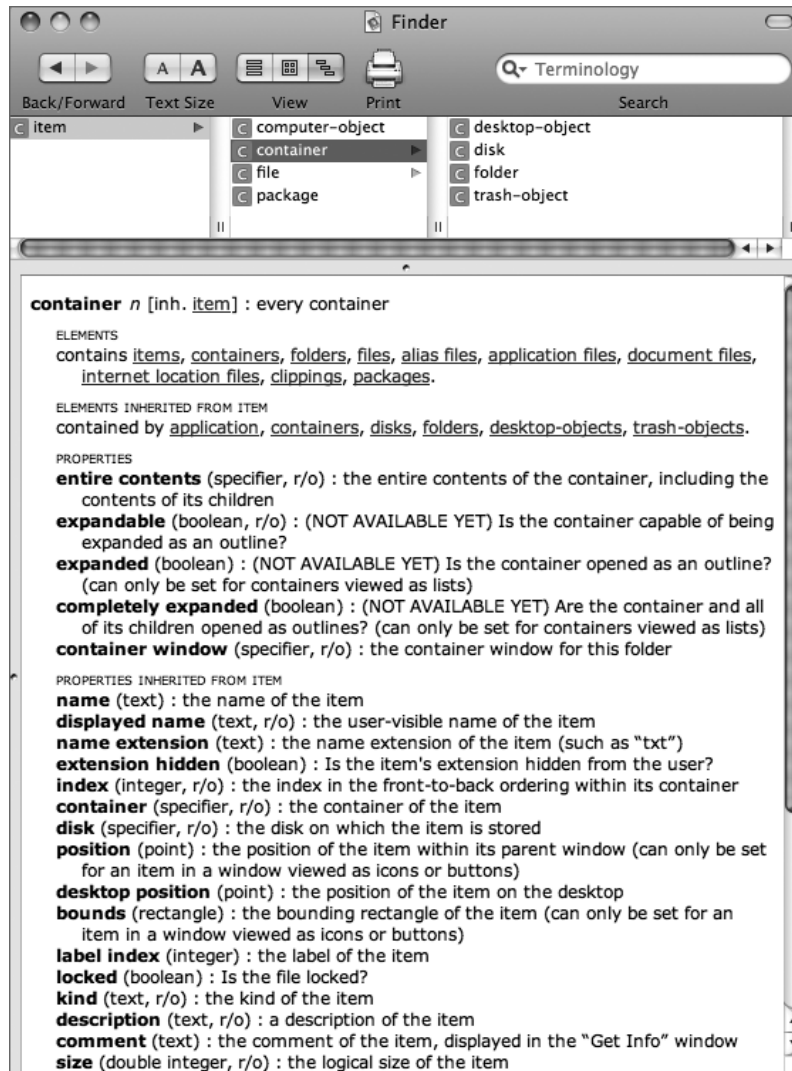 Finder
A A
Terminology
Back/Forward Text Size View Print Search
C item
C computer-object
C container
C file
C package
C desktop-object
C disk
C folder
C trash-object
container n [inh. item] : every container
ELEMENTS
contains items, containers, folders, files, alias files, application files, document files,
internet location files, clippings, packages.
ELEMENTS INHERITED FROM ITEM
contained by application, containers, disks, folders, desktop-objects, trash-objects.
PROPERTIES
entire contents (specifier, r/o) : the entire contents of the container, including the
contents of its children
expandable (boolean, r/o) : (NOT AVAILABLE YET) Is the container capable of being
expanded as an outline?
expanded (boolean) : (NOT AVAILABLE YET) Is the container opened as an outline?
(can only be set for containers viewed as lists)
completely expanded (boolean) : (NOT AVAILABLE YET) Are the container and all
of its children opened as outlines? (can only be set for containers viewed as lists)
container window (specifier, r/o) : the container window for this folder
PROPERTIES INHERITED FROM ITEM
name (text) : the name of the item
displayed name (text, r/o) : the user-visible name of the item
name extension (text) : the name extension of the item (such as “txt”)
extension hidden (boolean) : Is the item's extension hidden from the user?
index (integer, r/o) : the index in the front-to-back ordering within its container
container (specifier, r/o) : the container of the item
disk (specifier, r/o) : the disk on which the item is stored
position (point) : the position of the item within its parent window (can only be set
for an item in a window viewed as icons or buttons)
desktop position (point) : the position of the item on the desktop
bounds (rectangle) : the bounding rectangle of the item (can only be set for an
item in a window viewed as icons or buttons)
label index (integer) : the label of the item
locked (boolean) : Is the file locked?
kind (text, r/o) : the kind of the item
description (text, r/o) : a description of the item
comment (text) : the comment of the item, displayed in the “Get Info” window
size (double integer, r/o) : the logical size of the item